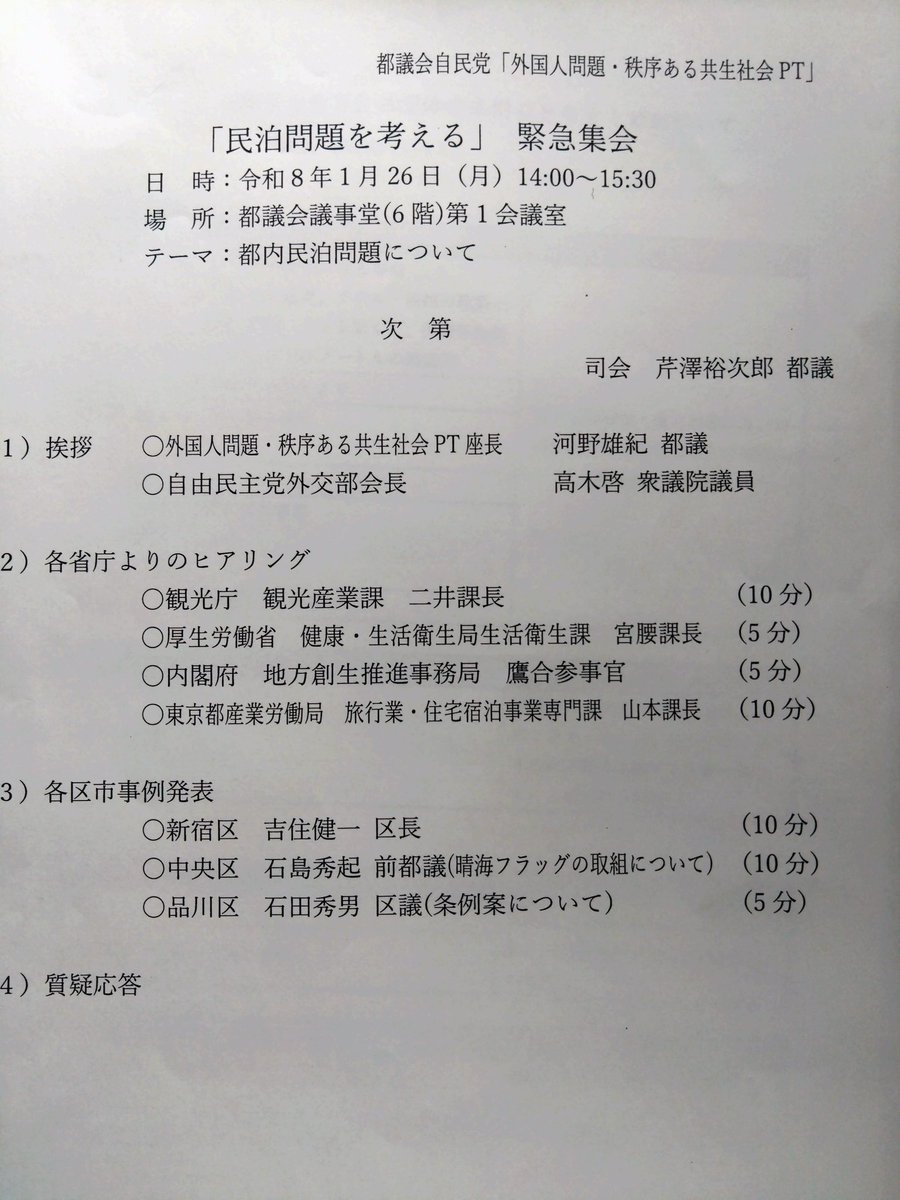 都議会自民党「外国人問題・秩序ある共生社会PT」
「民泊問題を考える」 緊急集会
日　時：令和８年１月26日（月）14:00～15:30
場　所：都議会議事堂(６階)第１会議室
テーマ：都内民泊問題について
次　第
司会　芹澤裕次郎 都議
１）挨拶　〇外国人問題・秩序ある共生社会PT座長　河野雄紀 都議
〇自由民主党外交部会長　高木啓 衆議院議員
２）各省庁よりのヒアリング
〇観光庁　観光産業課　二井課長　（10分）
〇厚生労働省　健康・生活衛生局生活衛生課　宮腰課長　（5分）
〇内閣府　地方創生推進事務局　鷹合参事官　（5分）
〇東京都産業労働局　旅行業・住宅宿泊事業専門課　山本課長　（10分）
３）各区市事例発表
〇新宿区　吉住健一 区長　（10分）
〇中央区　石島秀起 前都議(晴海フラッグの取組について)　（10分）
〇品川区　石田秀男 区議(条例案について)　（5分）
４）質疑応答